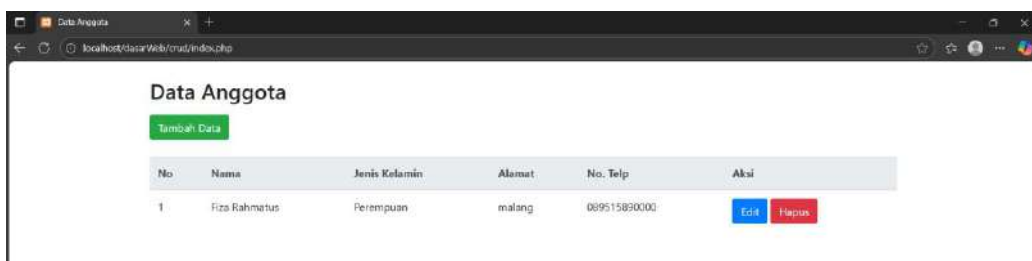 Data Anggota
localhost/dasarWeb/crud/index.php
Data Anggota
Tambah Data
No Nama Jenis Kelamin Alamat No. Telp Aksi
1 Fiza Rahmatus Perempuan malang 089515890000 Edit Hapus